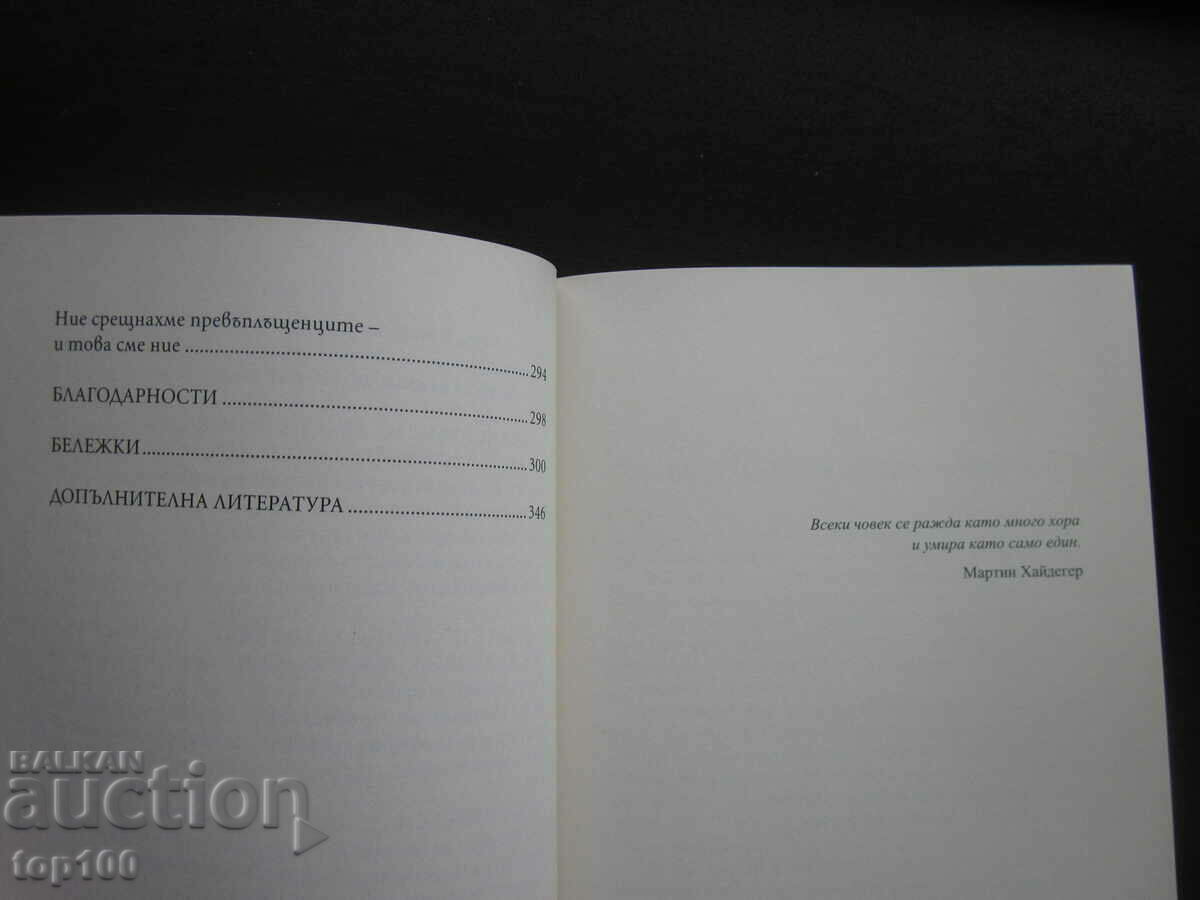 Ние срещнахме превъплъщенците –
и това сме ние ........ 294
БЛАГОДАРНОСТИ ........ 298
БЕЛЕЖКИ ........ 300
ДОПЪЛНИТЕЛНА ЛИТЕРАТУРА ........ 346
Всеки човек се ражда като много хора
и умира като само един.
Мартин Хайдегер
BALKAN
auction
top100